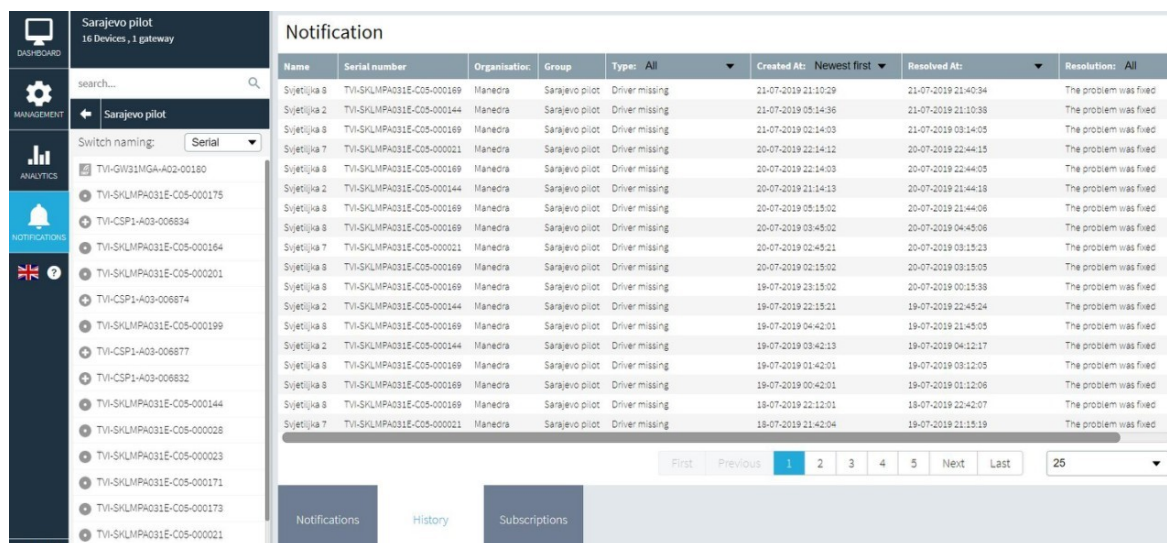 DASHBOARD
MANAGEMENT
ANALYTICS
NOTIFICATIONS
?
Sarajevo pilot
16 Devices , 1 gateway
search...
Sarajevo pilot
Switch naming: Serial
TVI-GW31MGA-A02-00180
TVI-SKLMPA031E-C05-000175
TVI-CSP1-A03-006834
TVI-SKLMPA031E-C05-000164
TVI-SKLMPA031E-C05-000201
TVI-CSP1-A03-006874
TVI-SKLMPA031E-C05-000199
TVI-CSP1-A03-006877
TVI-CSP1-A03-006832
TVI-SKLMPA031E-C05-000144
TVI-SKLMPA031E-C05-000028
TVI-SKLMPA031E-C05-000023
TVI-SKLMPA031E-C05-000171
TVI-SKLMPA031E-C05-000173
TVI-SKLMPA031E-C05-000021
Notification
Name Serial number Organisation Group Type: All Created At: Newest first Resolved At: Resolution: All
Svjetiljka 8 TVI-SKLMPA031E-C05-000169 Manedra Sarajevo pilot Driver missing 21-07-2019 21:10:29 21-07-2019 21:40:34 The problem was fixed
Svjetiljka 2 TVI-SKLMPA031E-C05-000144 Manedra Sarajevo pilot Driver missing 21-07-2019 05:14:36 21-07-2019 21:10:38 The problem was fixed
Svjetiljka 8 TVI-SKLMPA031E-C05-000169 Manedra Sarajevo pilot Driver missing 21-07-2019 02:14:03 21-07-2019 03:14:05 The problem was fixed
Svjetiljka 7 TVI-SKLMPA031E-C05-000021 Manedra Sarajevo pilot Driver missing 20-07-2019 22:14:12 20-07-2019 22:44:15 The problem was fixed
Svjetiljka 8 TVI-SKLMPA031E-C05-000169 Manedra Sarajevo pilot Driver missing 20-07-2019 22:14:03 20-07-2019 22:44:05 The problem was fixed
Svjetiljka 2 TVI-SKLMPA031E-C05-000144 Manedra Sarajevo pilot Driver missing 20-07-2019 21:14:13 20-07-2019 21:44:18 The problem was fixed
Svjetiljka 8 TVI-SKLMPA031E-C05-000169 Manedra Sarajevo pilot Driver missing 20-07-2019 05:15:02 20-07-2019 21:44:06 The problem was fixed
Svjetiljka 8 TVI-SKLMPA031E-C05-000169 Manedra Sarajevo pilot Driver missing 20-07-2019 03:45:02 20-07-2019 04:45:06 The problem was fixed
Svjetiljka 7 TVI-SKLMPA031E-C05-000021 Manedra Sarajevo pilot Driver missing 20-07-2019 02:45:21 20-07-2019 03:15:23 The problem was fixed
Svjetiljka 8 TVI-SKLMPA031E-C05-000169 Manedra Sarajevo pilot Driver missing 20-07-2019 02:15:02 20-07-2019 03:15:05 The problem was fixed
Svjetiljka 8 TVI-SKLMPA031E-C05-000169 Manedra Sarajevo pilot Driver missing 19-07-2019 23:15:02 20-07-2019 00:15:38 The problem was fixed
Svjetiljka 2 TVI-SKLMPA031E-C05-000144 Manedra Sarajevo pilot Driver missing 19-07-2019 22:15:21 19-07-2019 22:45:24 The problem was fixed
Svjetiljka 8 TVI-SKLMPA031E-C05-000169 Manedra Sarajevo pilot Driver missing 19-07-2019 04:42:01 19-07-2019 21:45:05 The problem was fixed
Svjetiljka 2 TVI-SKLMPA031E-C05-000144 Manedra Sarajevo pilot Driver missing 19-07-2019 03:42:13 19-07-2019 04:12:17 The problem was fixed
Svjetiljka 8 TVI-SKLMPA031E-C05-000169 Manedra Sarajevo pilot Driver missing 19-07-2019 01:42:01 19-07-2019 03:12:05 The problem was fixed
Svjetiljka 8 TVI-SKLMPA031E-C05-000169 Manedra Sarajevo pilot Driver missing 19-07-2019 00:42:01 19-07-2019 01:12:06 The problem was fixed
Svjetiljka 8 TVI-SKLMPA031E-C05-000169 Manedra Sarajevo pilot Driver missing 18-07-2019 22:12:01 18-07-2019 22:42:07 The problem was fixed
Svjetiljka 7 TVI-SKLMPA031E-C05-000021 Manedra Sarajevo pilot Driver missing 18-07-2019 21:42:04 19-07-2019 21:15:19 The problem was fixed
First Previous 1 2 3 4 5 Next Last 25
Notifications History Subscriptions